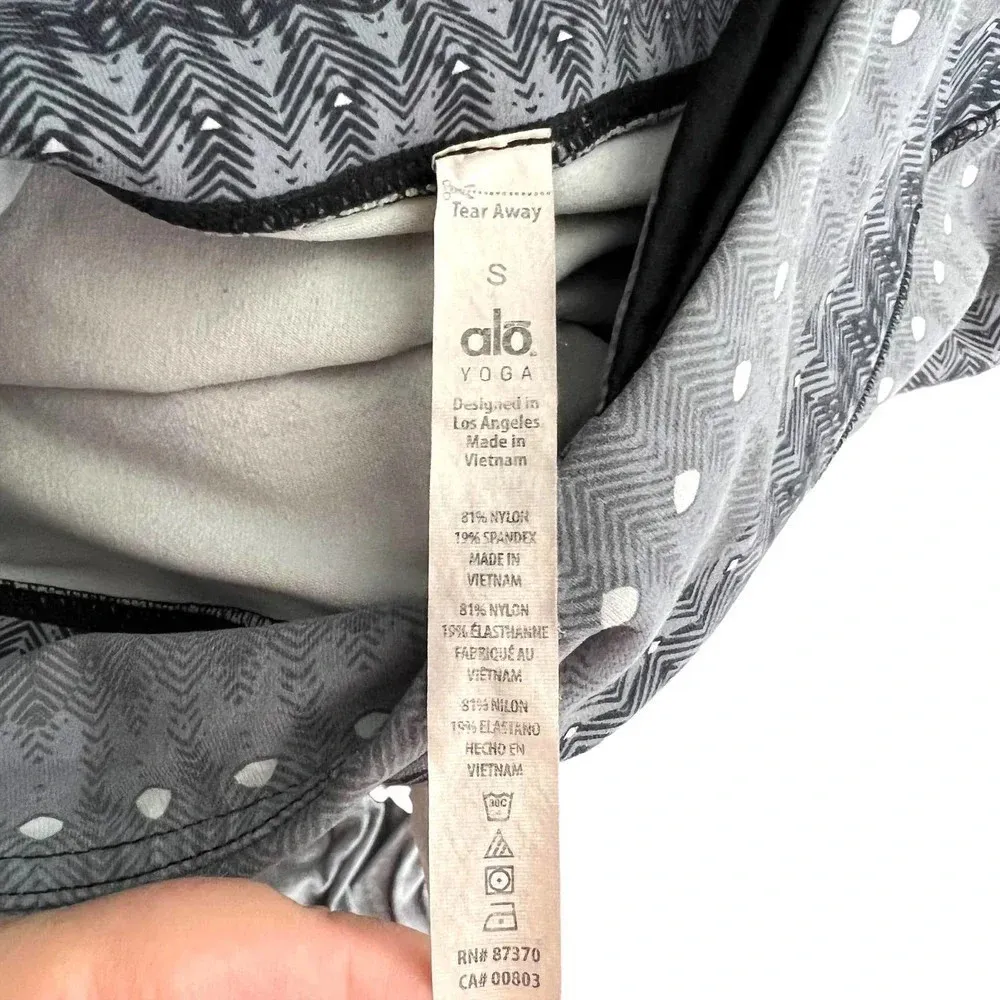 Tear Away
S
alo
YOGA
Designed in
Los Angeles
Made in
Vietnam
81% NYLON
19% SPANDEX
MADE IN
VIETNAM
81% NYLON
19% ÉLASTHANNE
FABRIQUÉ AU
VIETNAM
81% NILON
19% ELASTANO
HECHO EN
VIETNAM
30C
RN# 87370
CA# 00803